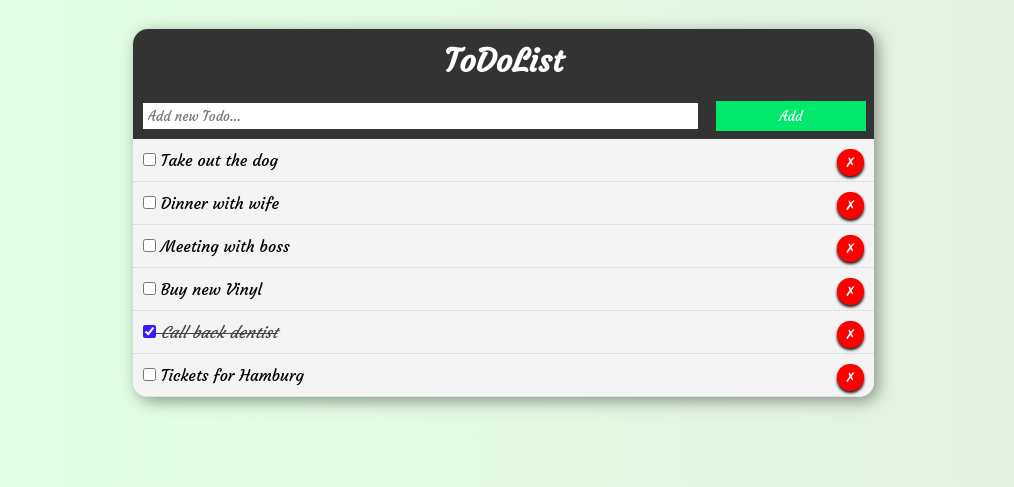 ToDoList
Add new Todo...
Add
Take out the dog
✗
Dinner with wife
✗
Meeting with boss
✗
Buy new Vinyl
✗
Call back dentist
✗
Tickets for Hamburg
✗